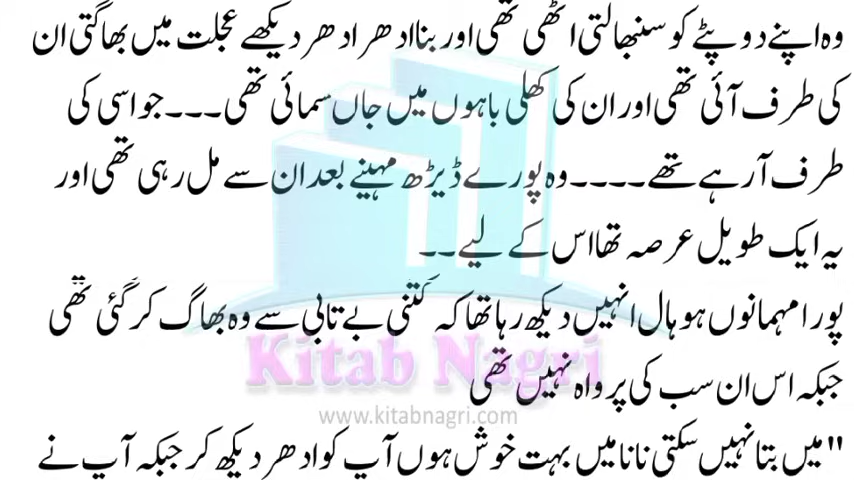 وہ اپنے دوپٹے کو سنبھالتی اٹھی تھی اور بنا ادھر ادھر دیکھے عجلت میں بھاگتی ان
کی طرف آئی تھی اور ان کی کھلی باہوں میں جاں سمائی تھی۔۔۔جو اسی کی
طرف آرہے تھے۔۔۔۔وہ پورے ڈیڑھ مہینے بعد ان سے مل رہی تھی اور
یہ ایک طویل عرصہ تھا اس کے لیے۔۔
پورا مہمانوں ہو ہال انہیں دیکھ رہا تھا کہ کتنی بے تابی سے وہ بھاگ کر گئی تھی
Kitab Nagri
جبکہ اس ان سب کی پرواہ نہیں تھی
www.kitabnagri.com
"میں بتا نہیں سکتی نانا میں بہت خوش ہوں آپ کو ادھر دیکھ کر جبکہ آپ نے